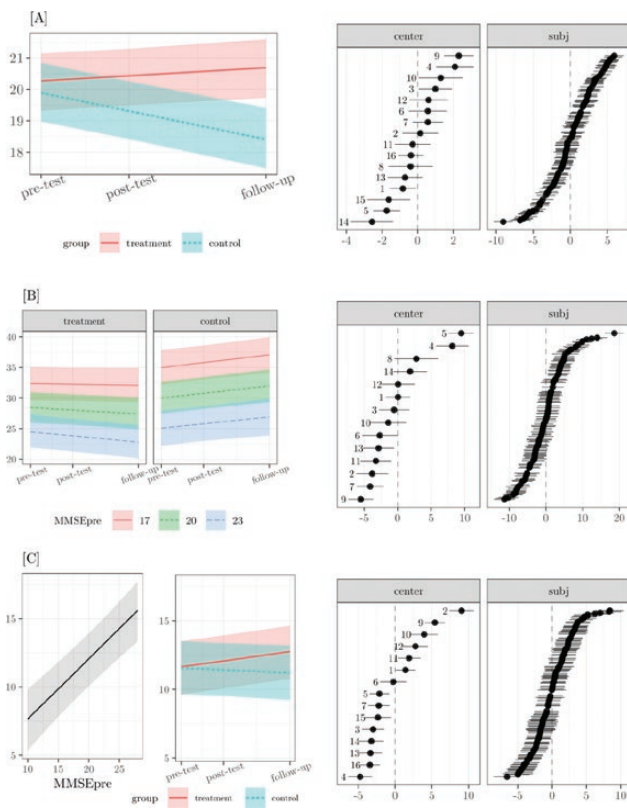 [A]
21
20
19
18
pre-test
post-test
follow-up
group treatment control
center
subj
9
4
10
3
12
6
7
2
11
16
8
13
1
15
5
14
-4 -2 0 2
-10 -5 0 5
[B]
treatment
control
40
35
30
25
20
pre-test
post-test
follow-up
pre-test
post-test
follow-up
MMSEpre 17 20 23
center
subj
5
4
8
14
12
1
3
10
6
13
11
2
7
9
-5 0 5 10
-10 0 10 20
[C]
15
10
5
10 15 20 25
MMSEpre
15
10
5
pre-test
post-test
follow-up
group treatment control
center
subj
2
9
10
12
11
1
6
5
7
15
3
14
13
16
4
-5 0 5 10
-5 0 5 10